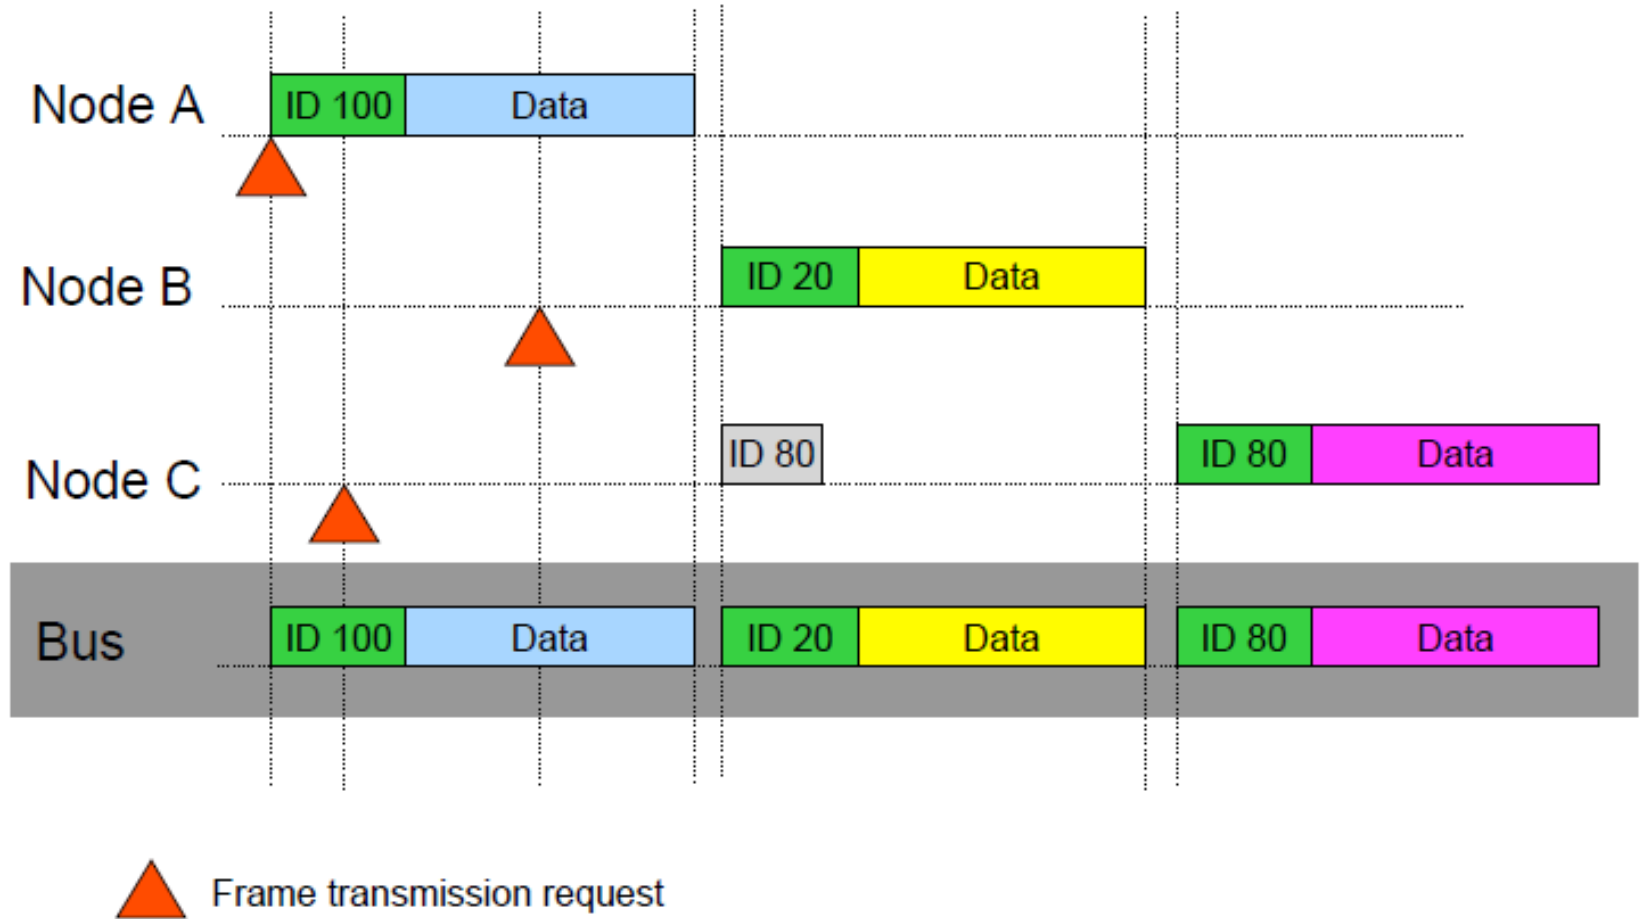 Node A ID 100 Data
Node B ID 20 Data
Node C ID 80 ID 80 Data
Bus ID 100 Data ID 20 Data ID 80 Data
Frame transmission request